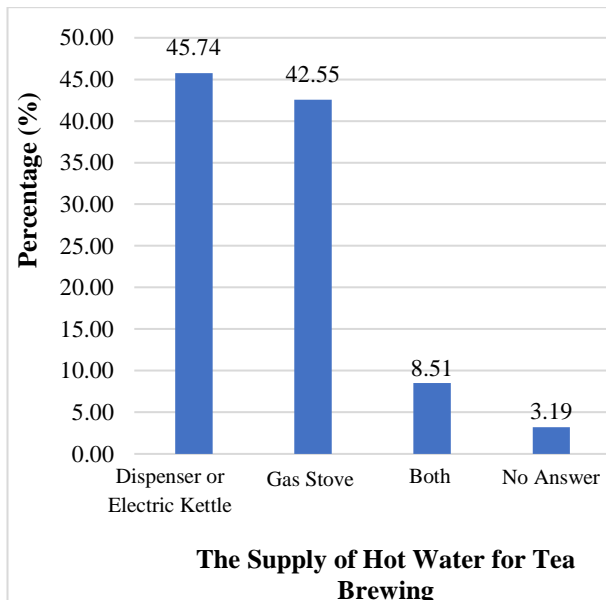 50.00
45.00
40.00
35.00
30.00
25.00
20.00
15.00
10.00
5.00
0.00
Percentage (%)
45.74
42.55
8.51
3.19
Dispenser or
Electric Kettle
Gas Stove
Both
No Answer
The Supply of Hot Water for Tea
Brewing